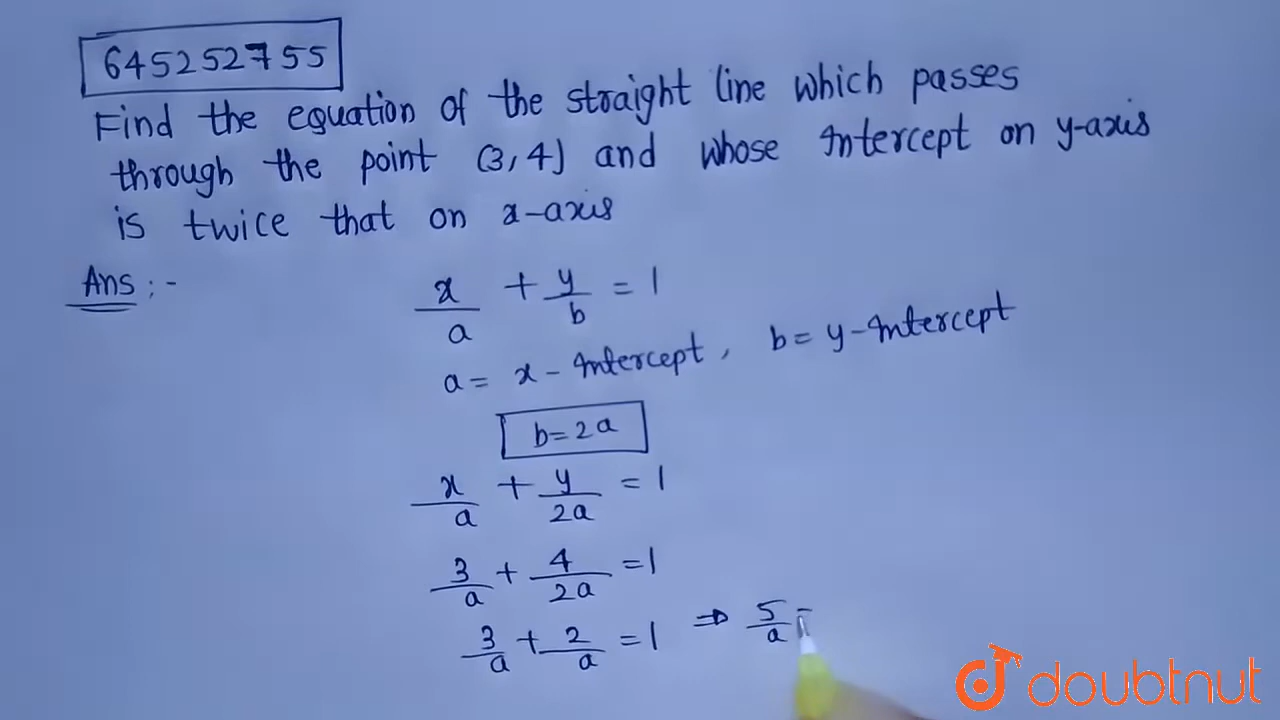 645252755
Find the equation of the straight line which passes
through the point (3,4) and whose Intercept on y-axis
is twice that on x-axis
Ans :-
x/a + y/b = 1
a = x-Intercept, b = y-Intercept
b=2a
x/a + y/2a = 1
3/a + 4/2a = 1
3/a + 2/a = 1 ⇒ 5/a =
doubtnut